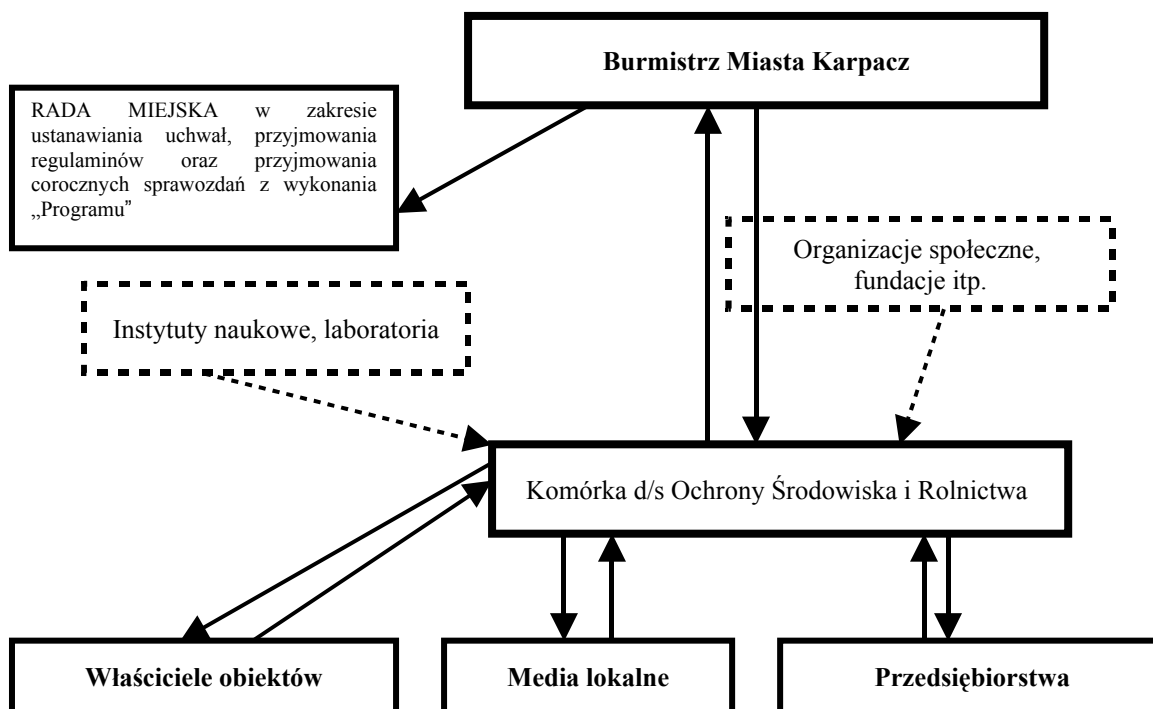 Burmistrz Miasta Karpacz
RADA MIEJSKA w zakresie
ustanawiania uchwał, przyjmowania
regulaminów oraz przyjmowania
corocznych sprawozdań z wykonania
„Programu”
Organizacje społeczne,
fundacje itp.
Instytuty naukowe, laboratoria
Komórka d/s Ochrony Środowiska i Rolnictwa
Właściciele obiektów
Media lokalne
Przedsiębiorstwa